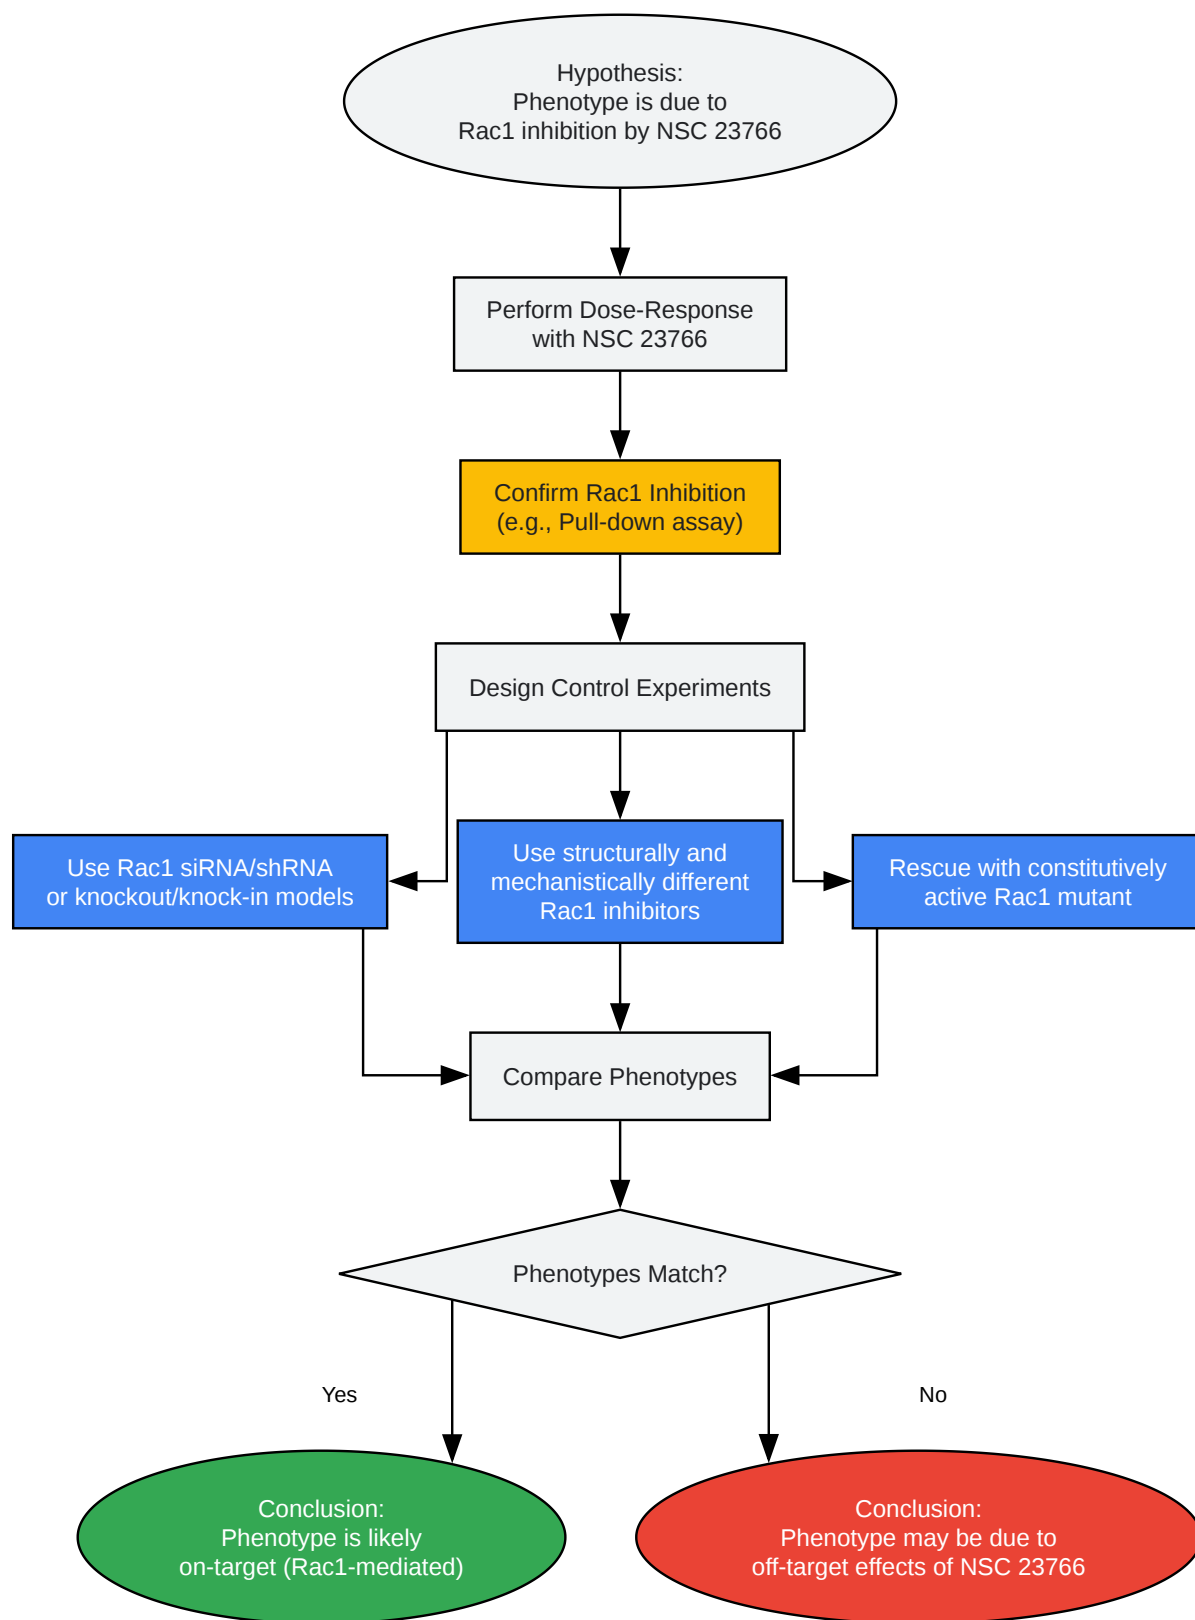 Hypothesis:
Phenotype is due to
Rac1 inhibition by NSC 23766
Perform Dose-Response
with NSC 23766
Confirm Rac1 Inhibition
(e.g., Pull-down assay)
Design Control Experiments
Use Rac1 siRNA/shRNA
or knockout/knock-in models
Use structurally and
mechanistically different
Rac1 inhibitors
Rescue with constitutively
active Rac1 mutant
Compare Phenotypes
Phenotypes Match?
Yes
No
Conclusion:
Phenotype is likely
on-target (Rac1-mediated)
Conclusion:
Phenotype may be due to
off-target effects of NSC 23766